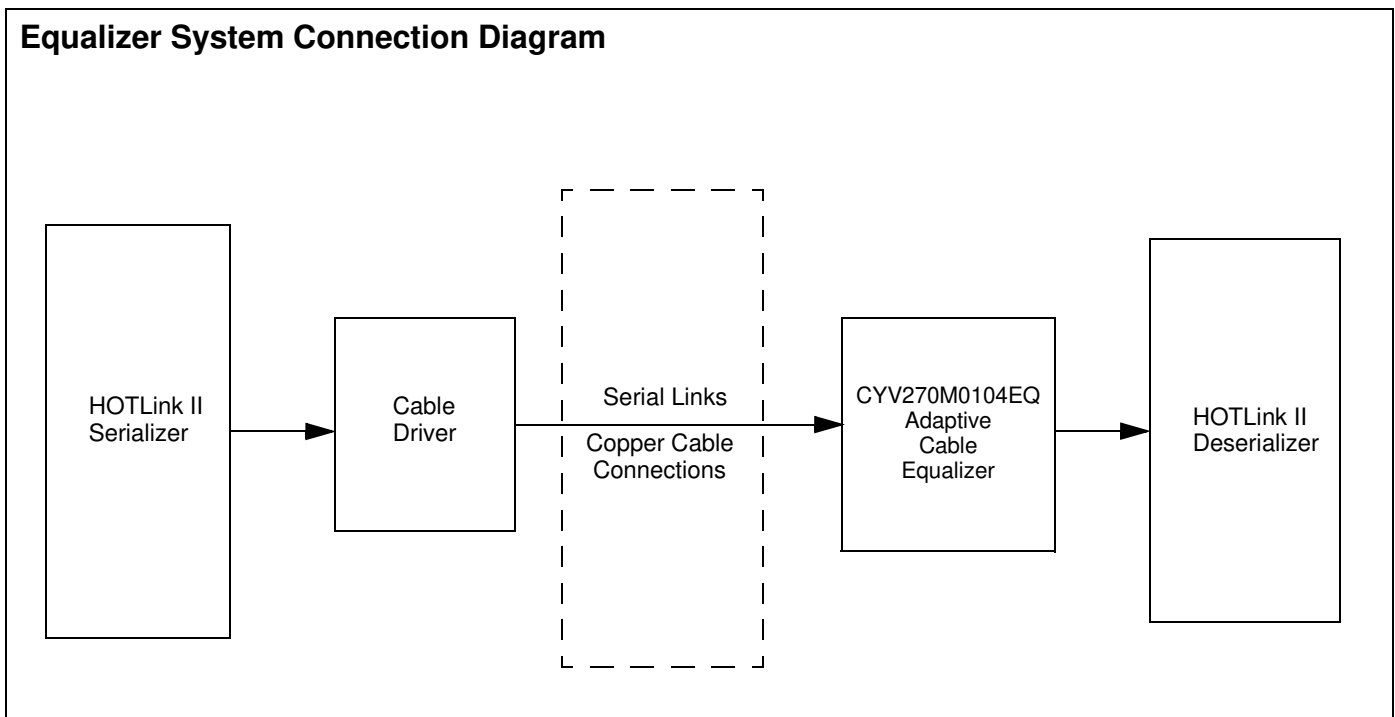 Equalizer System Connection Diagram
HOTLink II
Serializer
Cable
Driver
Serial Links
Copper Cable
Connections
CYV270M0104EQ
Adaptive
Cable
Equalizer
HOTLink II
Deserializer